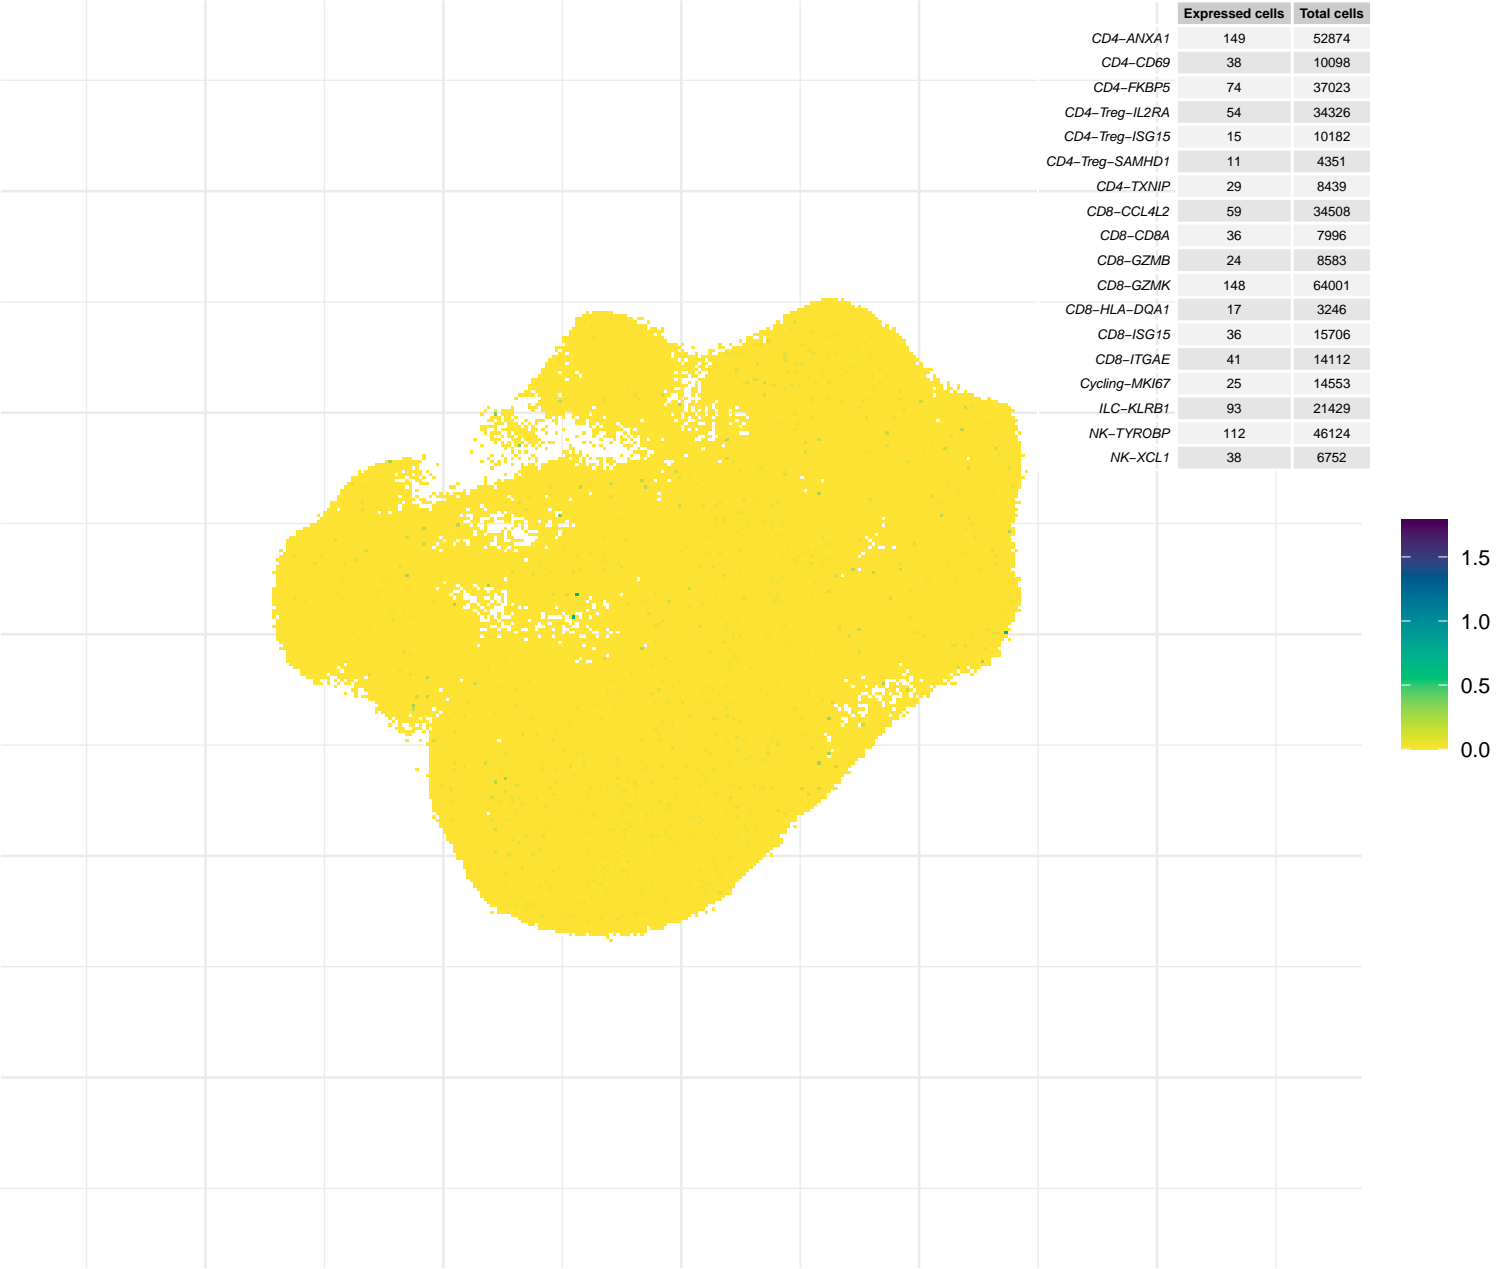 Expressed cells Total cells
CD4−ANXA1 149 52874
CD4−CD69 38 10098
CD4−FKBP5 74 37023
CD4−Treg−IL2RA 54 34326
CD4−Treg−ISG15 15 10182
CD4−Treg−SAMHD1 11 4351
CD4−TXNIP 29 8439
CD8−CCL4L2 59 34508
CD8−CD8A 36 7996
CD8−GZMB 24 8583
CD8−GZMK 148 64001
CD8−HLA−DQA1 17 3246
CD8−ISG15 36 15706
CD8−ITGAE 41 14112
Cycling−MKI67 25 14553
ILC−KLRB1 93 21429
NK−TYROBP 112 46124
NK−XCL1 38 6752
1.5
1.0
0.5
0.0